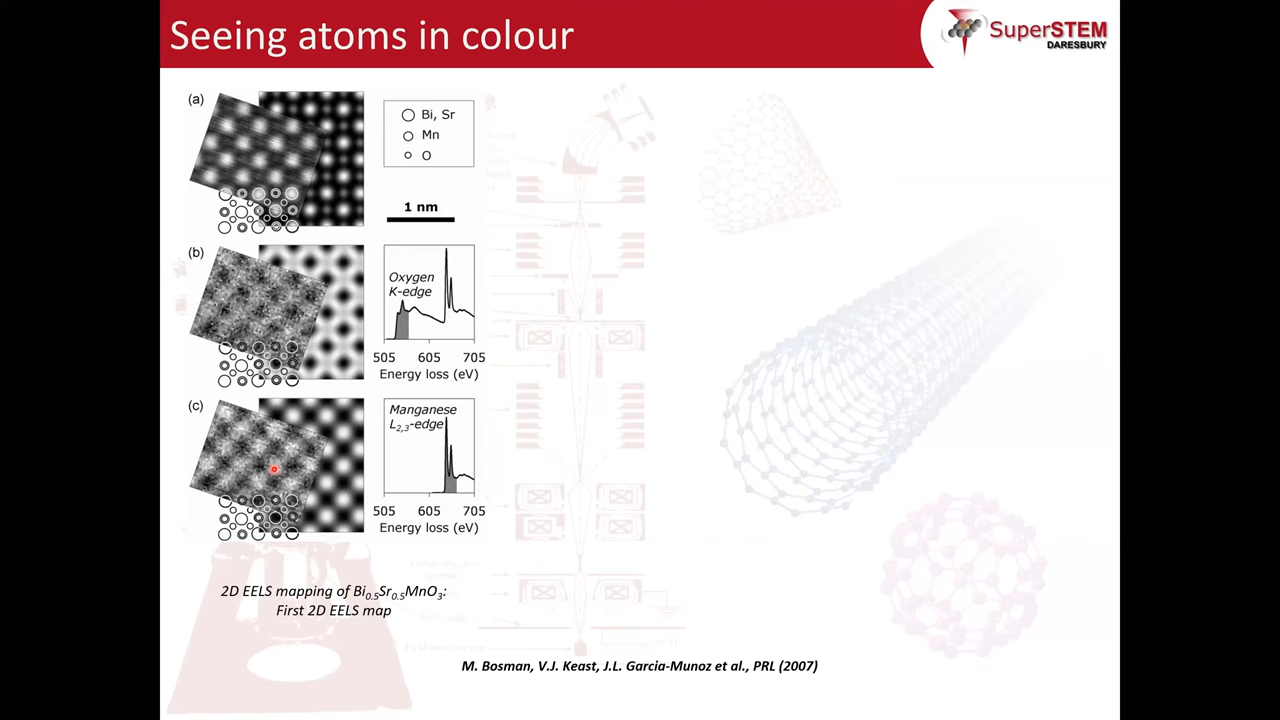 Seeing atoms in colour
SuperSTEM
DARESBURY
(a)
Bi, Sr
Mn
O
1 nm
(b)
Oxygen
K-edge
505 605 705
Energy loss (eV)
(c)
Manganese
L2,3-edge
505 605 705
Energy loss (eV)
2D EELS mapping of Bi0.5Sr0.5MnO3:
First 2D EELS map
M. Bosman, V.J. Keast, J.L. Garcia-Munoz et al., PRL (2007)